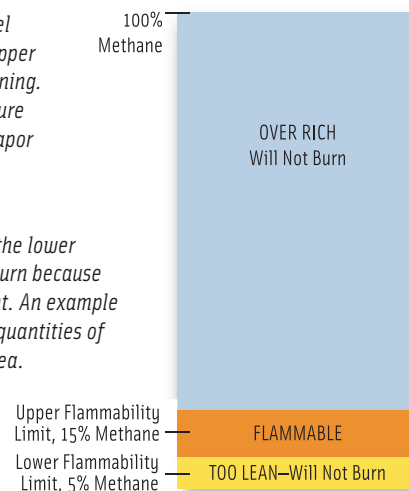 el
pper
ning.
ure
apor
the lower
urn because
t. An example
quantities of
ea.
100%
Methane
OVER RICH
Will Not Burn
Upper Flammability
Limit, 15% Methane
FLAMMABLE
Lower Flammability
Limit, 5% Methane
TOO LEAN—Will Not Burn